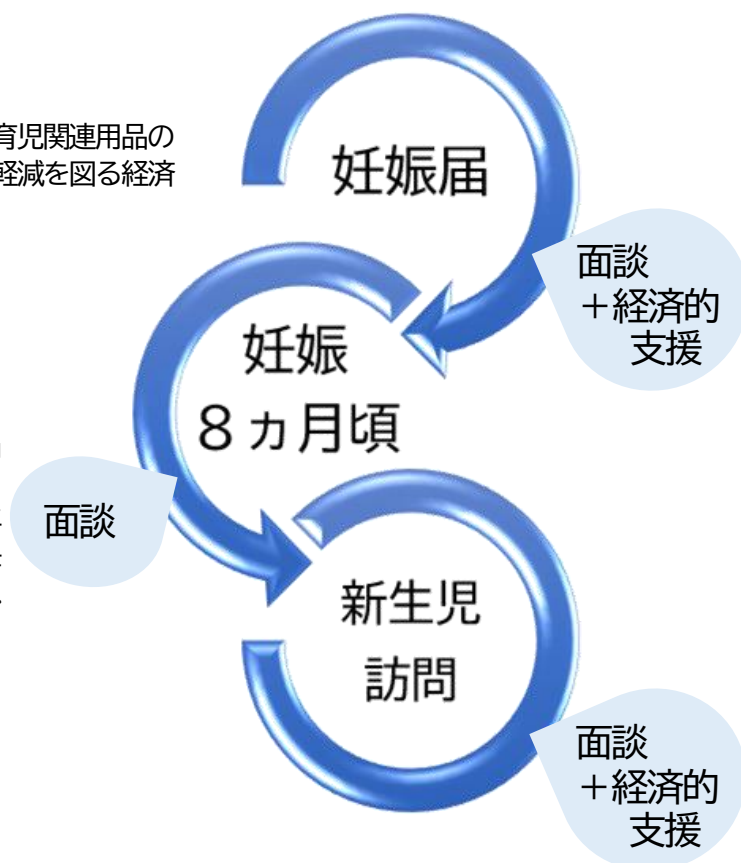 育児関連用品の
軽減を図る経済
妊娠届
面談
＋経済的
支援
妊娠
８ヵ月頃
面談
新生児
訪問
面談
＋経済的
支援